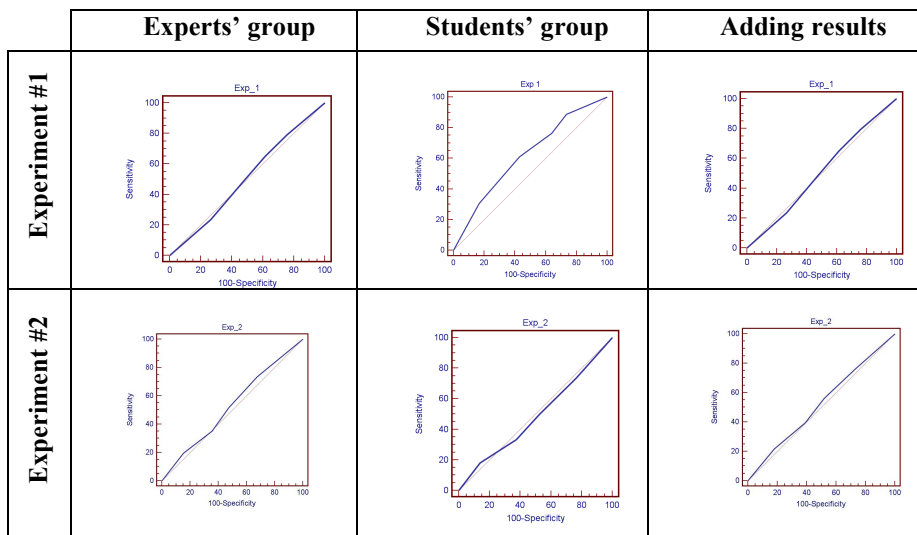 Experts' group Students' group Adding results
Experiment #1
Exp_1
100
80
60
40
20
0
Sensitivity
0 20 40 60 80 100
100-Specificity
Exp 1
100
80
60
40
20
0
Sensitivity
0 20 40 60 80 100
100-Specificity
Exp_1
100
80
60
40
20
0
Sensitivity
0 20 40 60 80 100
100-Specificity
Experiment #2
Exp_2
100
80
60
40
20
0
Sensitivity
0 20 40 60 80 100
100-Specificity
Exp_2
100
80
60
40
20
0
Sensitivity
0 20 40 60 80 100
100-Specificity
Exp_2
100
80
60
40
20
0
Sensitivity
0 20 40 60 80 100
100-Specificity